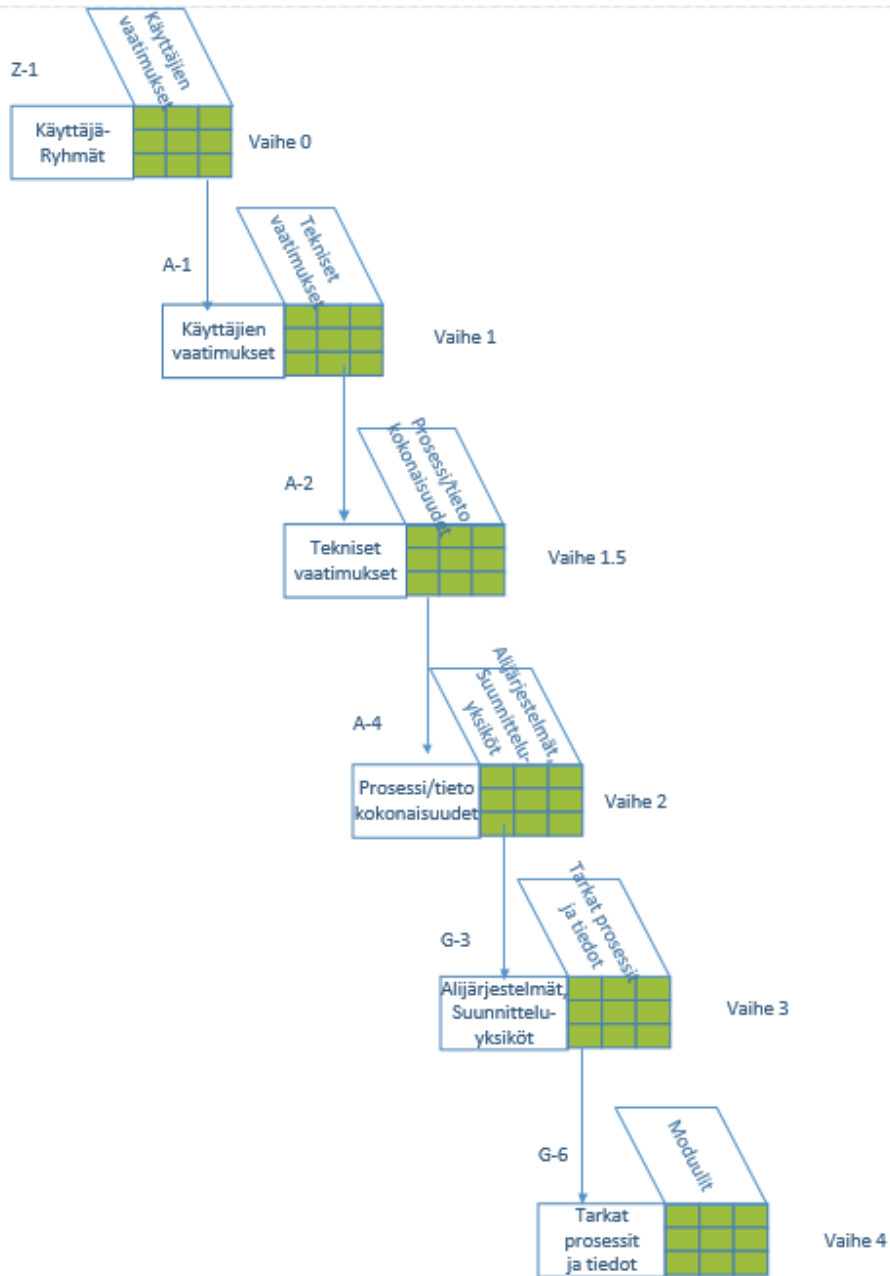 Käyttäjien
vaatimukset
Z-1
Käyttäjä-
Ryhmät
Vaihe 0
Tekniset
vaatimukset
A-1
Käyttäjien
vaatimukset
Vaihe 1
Prosessi/tieto
kokonaisuudet
A-2
Tekniset
vaatimukset
Vaihe 1.5
Alijärjestelmät,
Suunnittelu-
yksiköt
A-4
Prosessi/tieto
kokonaisuudet
Vaihe 2
Tarkat prosessit
ja tiedot
G-3
Alijärjestelmät,
Suunnittelu-
yksiköt
Vaihe 3
Moduulit
G-6
Tarkat
prosessit
ja tiedot
Vaihe 4